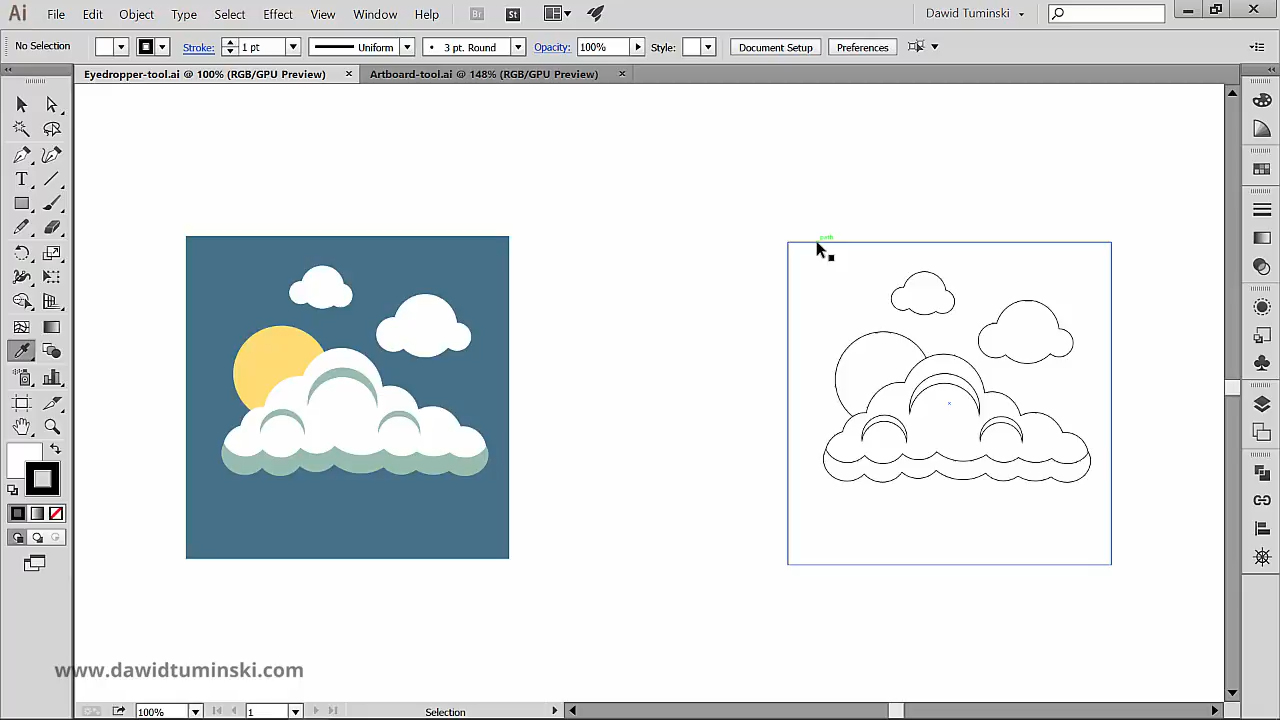 Ai File Edit Object Type Select Effect View Window Help Br St Dawid Tuminski
No Selection Stroke: 1 pt Uniform 3 pt. Round Opacity: 100% Style: Document Setup Preferences
Eyedropper-tool.ai @ 100% (RGB/GPU Preview) Artboard-tool.ai @ 148% (RGB/GPU Preview)
path
www.dawidtuminski.com
100% 1 Selection